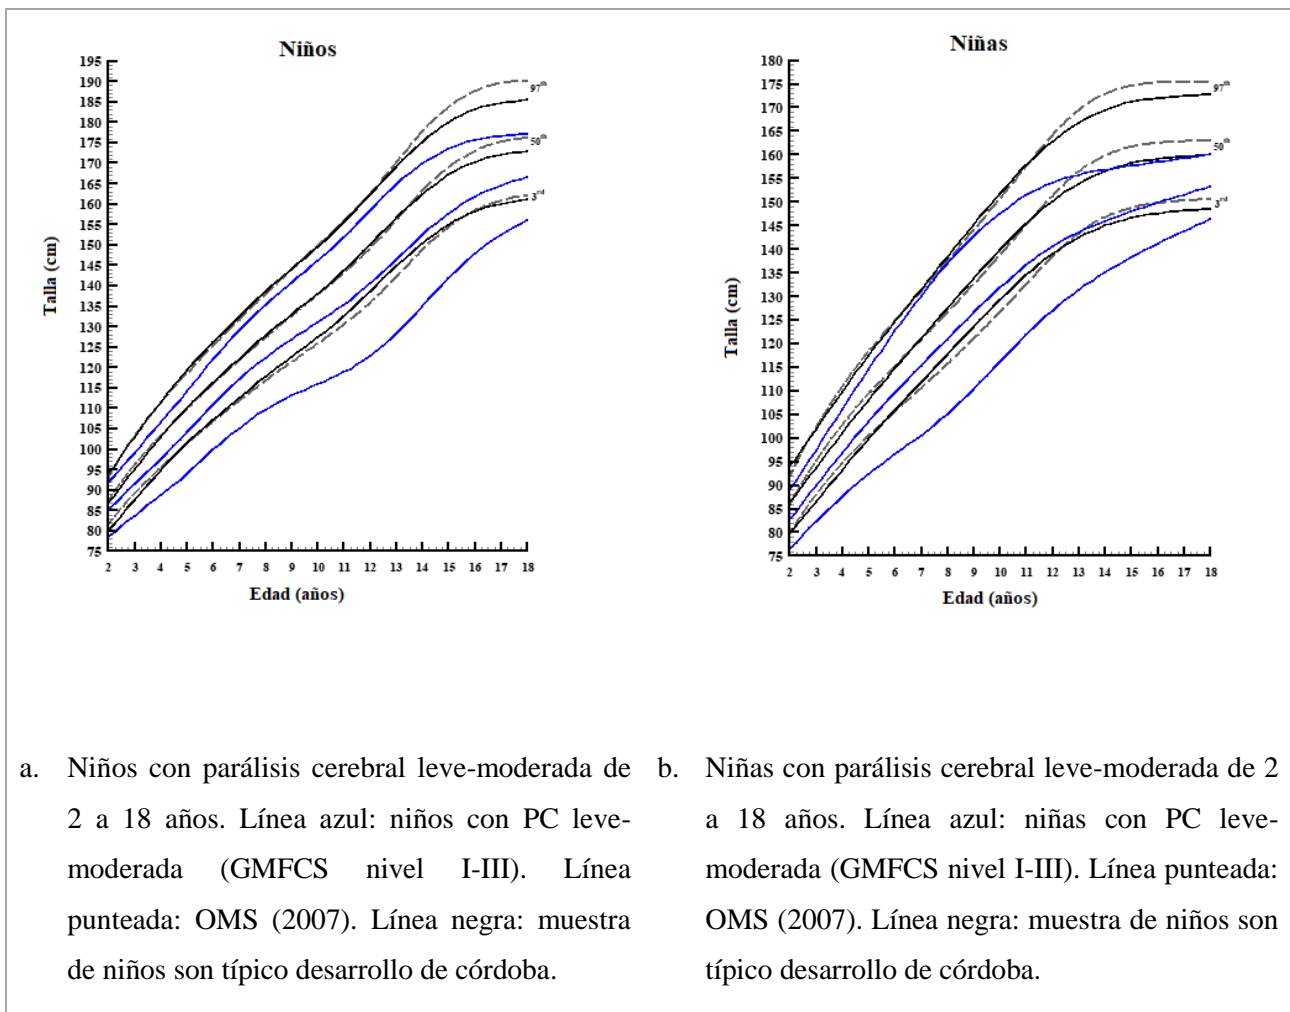 Niños
195
190
185
180
175
170
165
160
155
150
145
140
135
130
125
120
115
110
105
100
95
90
85
80
75
Talla (cm)
97th
50th
3rd
2 3 4 5 6 7 8 9 10 11 12 13 14 15 16 17 18
Edad (años)
Niñas
180
175
170
165
160
155
150
145
140
135
130
125
120
115
110
105
100
95
90
85
80
75
Talla (cm)
97th
50th
3rd
2 3 4 5 6 7 8 9 10 11 12 13 14 15 16 17 18
Edad (años)
a. Niños con parálisis cerebral leve-moderada de
2 a 18 años. Línea azul: niños con PC leve-
moderada (GMFCS nivel I-III). Línea
punteada: OMS (2007). Línea negra: muestra
de niños son típico desarrollo de córdoba.
b. Niñas con parálisis cerebral leve-moderada de 2
a 18 años. Línea azul: niñas con PC leve-
moderada (GMFCS nivel I-III). Línea punteada:
OMS (2007). Línea negra: muestra de niños son
típico desarrollo de córdoba.